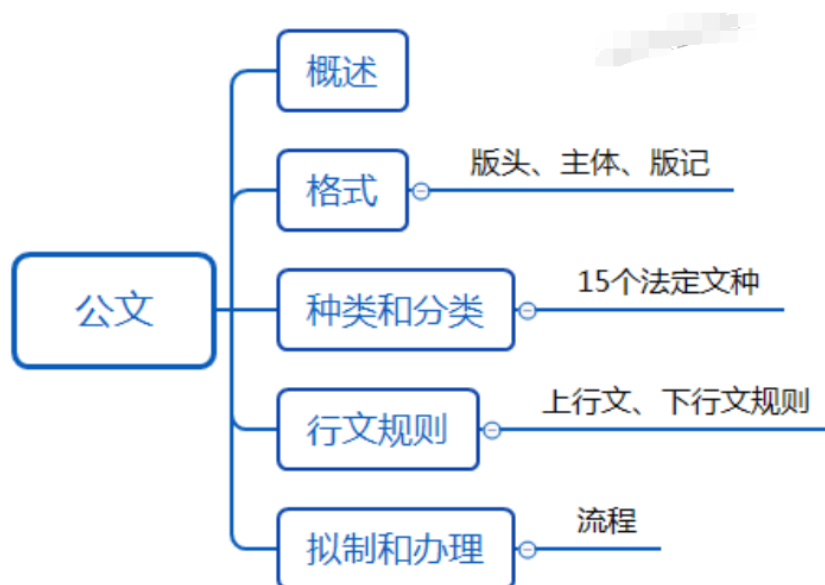 概述
格式
版头、主体、版记
公文
种类和分类
15个法定文种
行文规则
上行文、下行文规则
拟制和办理
流程